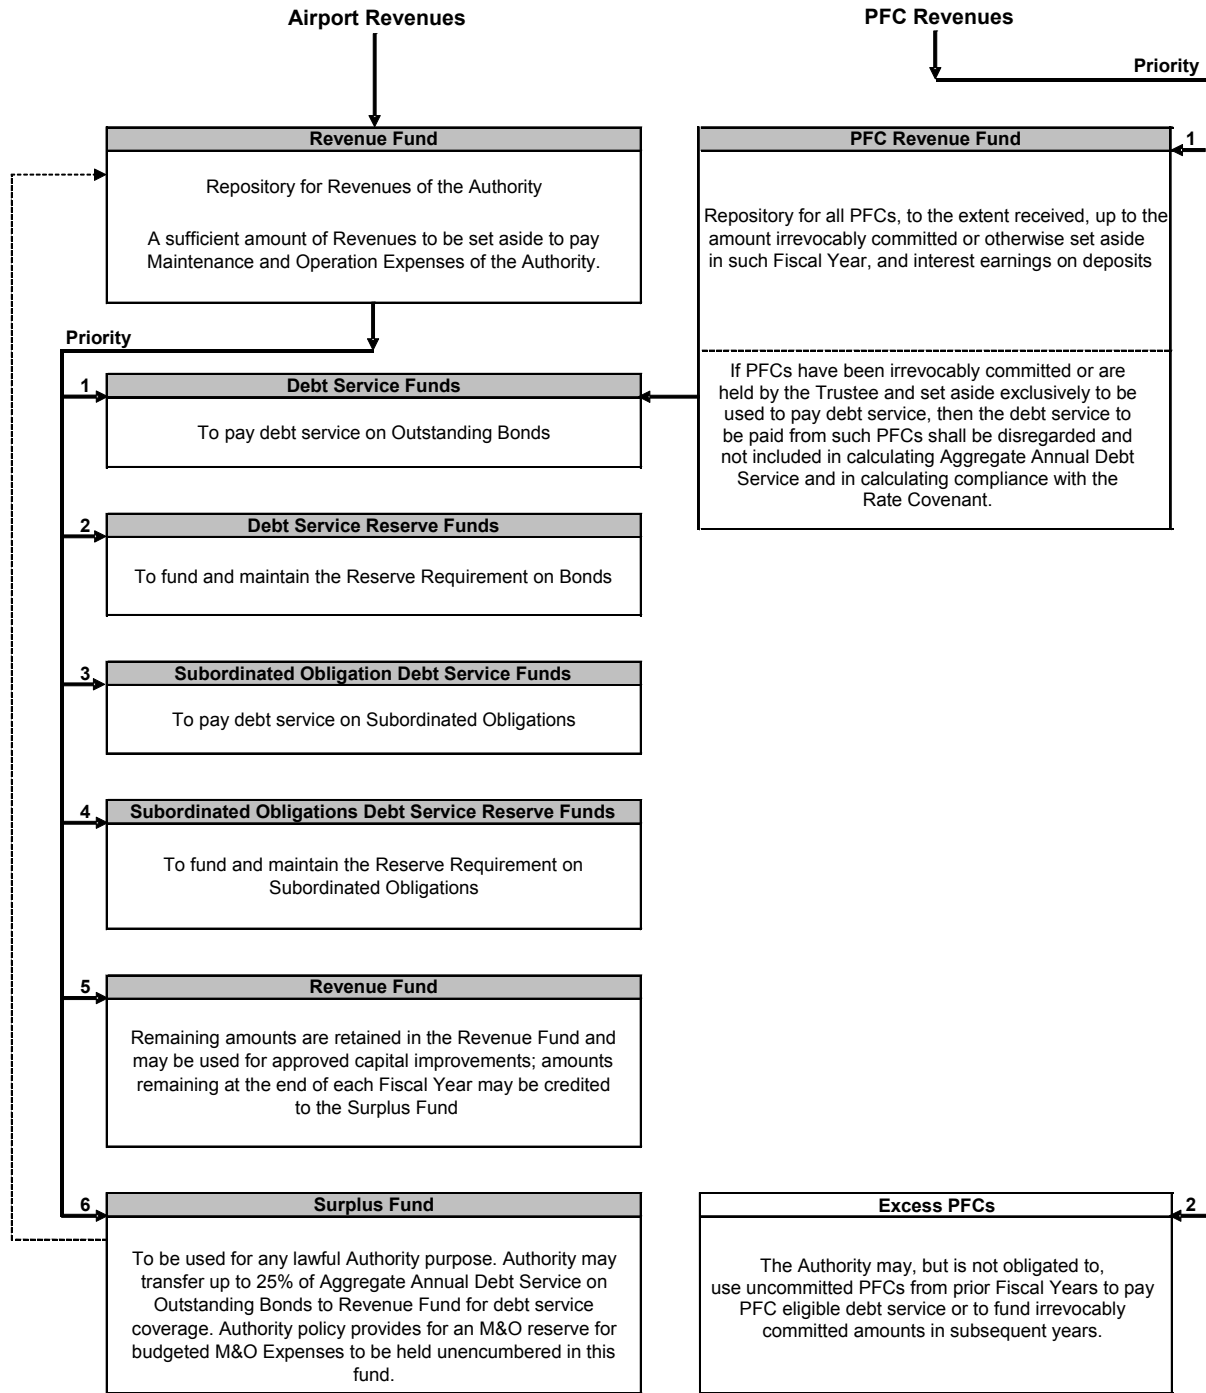 Airport Revenues
PFC Revenues
Priority
Revenue Fund
Repository for Revenues of the Authority
A sufficient amount of Revenues to be set aside to pay
Maintenance and Operation Expenses of the Authority.
PFC Revenue Fund
1
Repository for all PFCs, to the extent received, up to the
amount irrevocably committed or otherwise set aside
in such Fiscal Year, and interest earnings on deposits
If PFCs have been irrevocably committed or are
held by the Trustee and set aside exclusively to be
used to pay debt service, then the debt service to
be paid from such PFCs shall be disregarded and
not included in calculating Aggregate Annual Debt
Service and in calculating compliance with the
Rate Covenant.
Priority
1
Debt Service Funds
To pay debt service on Outstanding Bonds
2
Debt Service Reserve Funds
To fund and maintain the Reserve Requirement on Bonds
3
Subordinated Obligation Debt Service Funds
To pay debt service on Subordinated Obligations
4
Subordinated Obligations Debt Service Reserve Funds
To fund and maintain the Reserve Requirement on
Subordinated Obligations
5
Revenue Fund
Remaining amounts are retained in the Revenue Fund and
may be used for approved capital improvements; amounts
remaining at the end of each Fiscal Year may be credited
to the Surplus Fund
6
Surplus Fund
To be used for any lawful Authority purpose. Authority may
transfer up to 25% of Aggregate Annual Debt Service on
Outstanding Bonds to Revenue Fund for debt service
coverage. Authority policy provides for an M&O reserve for
budgeted M&O Expenses to be held unencumbered in this
fund.
Excess PFCs
2
The Authority may, but is not obligated to,
use uncommitted PFCs from prior Fiscal Years to pay
PFC eligible debt service or to fund irrevocably
committed amounts in subsequent years.